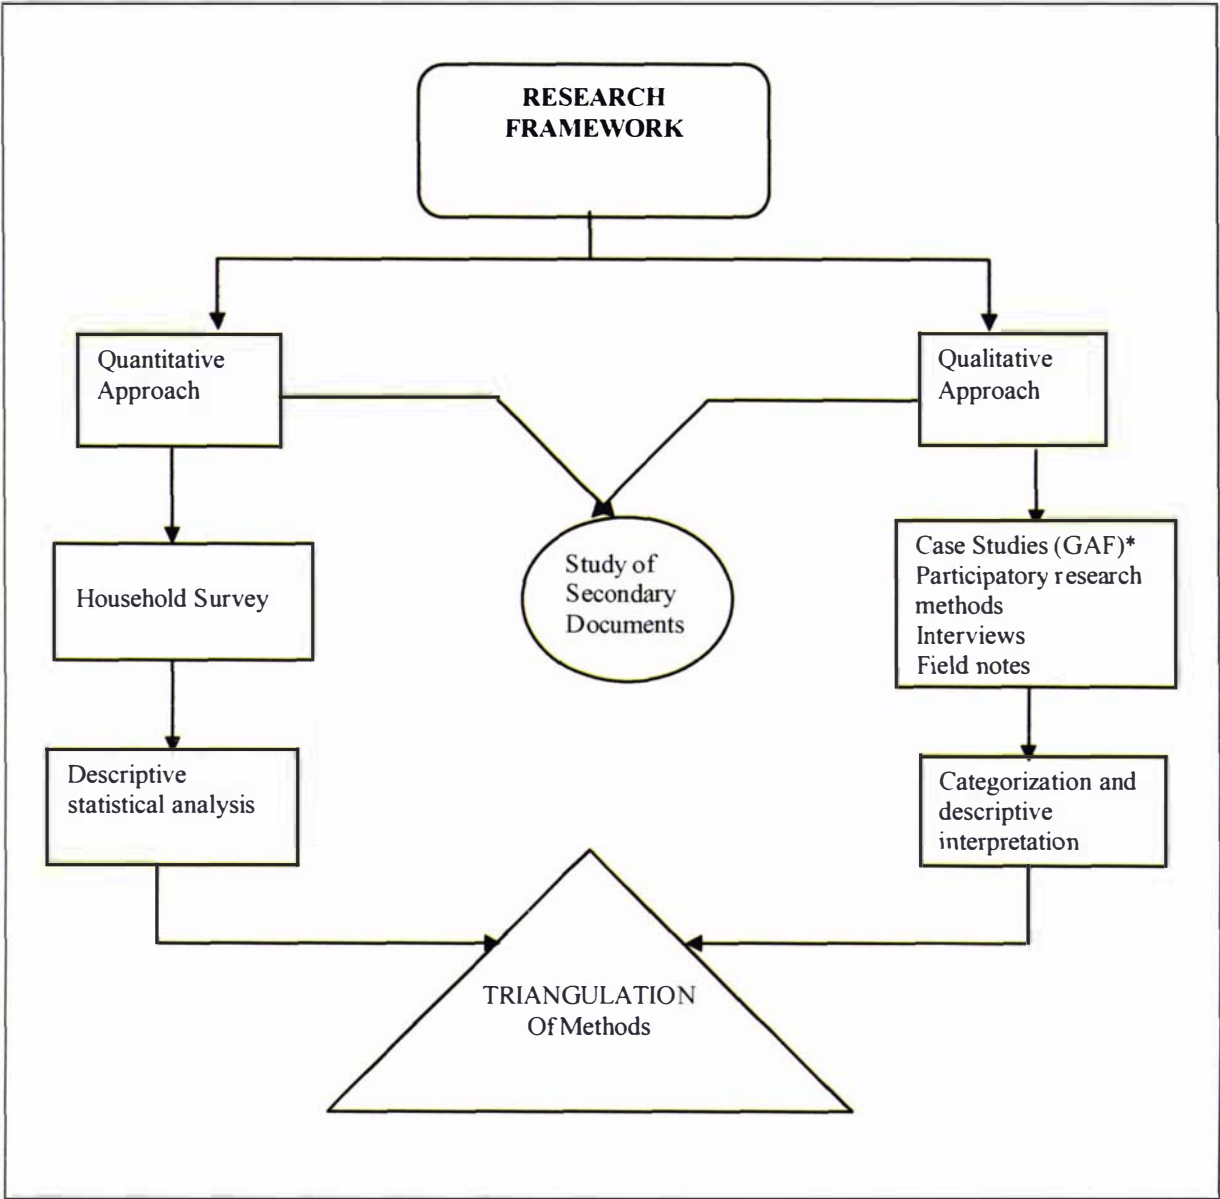 RESEARCH
FRAMEWORK
Quantitative
Approach
Qualitative
Approach
Household Survey
Study of
Secondary
Documents
Case Studies (GAF)*
Participatory research
methods
Interviews
Field notes
Descriptive
statistical analysis
Categorization and
descriptive
interpretation
TRIANGULATION
Of Methods